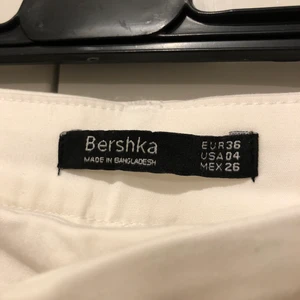 Bershka
MADE IN BANGLADESH
EUR 36
USA 04
MEX 26